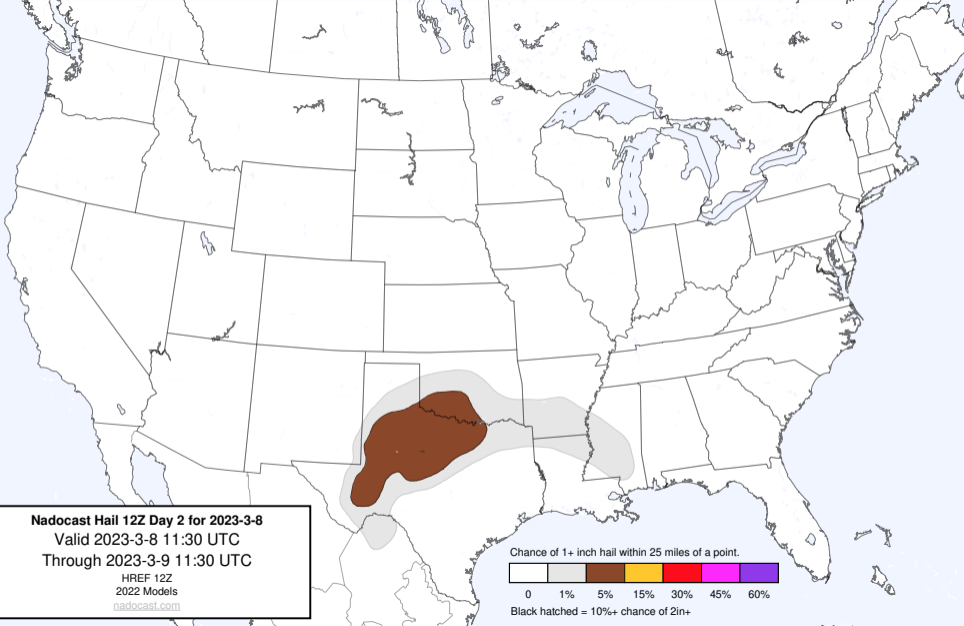 Nadocast Hail 12Z Day 2 for 2023-3-8
Valid 2023-3-8 11:30 UTC
Through 2023-3-9 11:30 UTC
HREF 12Z
2022 Models
nadocast.com
Chance of 1+ inch hail within 25 miles of a point.
0 1% 5% 15% 30% 45% 60%
Black hatched = 10%+ chance of 2in+